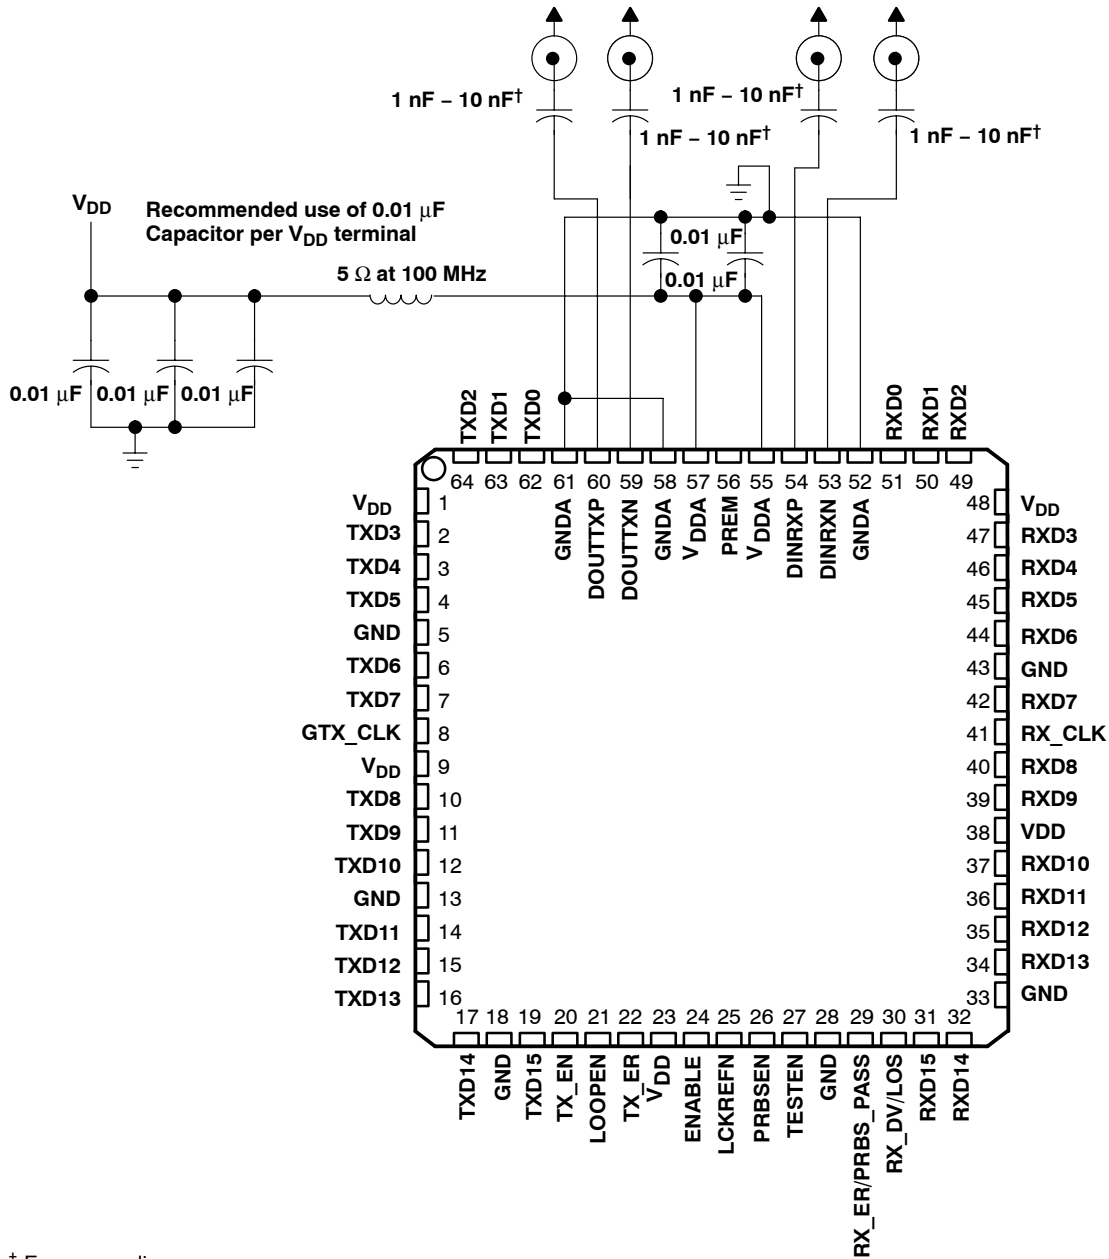 1 nF – 10 nF†
1 nF – 10 nF†
1 nF – 10 nF†
1 nF – 10 nF†
VDD
Recommended use of 0.01 μF
Capacitor per VDD terminal
5 Ω at 100 MHz
0.01 μF
0.01 μF
0.01 μF
0.01 μF
0.01 μF
TXD2
TXD1
TXD0
RXD0
RXD1
RXD2
64
63
62
61
60
59
58
57
56
55
54
53
52
51
50
49
GNDA
DOUTTXP
DOUTTXN
GNDA
VDDA
PREM
VDDA
DINRXP
DINRXN
GNDA
VDD 1
TXD3 2
TXD4 3
TXD5 4
GND 5
TXD6 6
TXD7 7
GTX_CLK 8
VDD 9
TXD8 10
TXD9 11
TXD10 12
GND 13
TXD11 14
TXD12 15
TXD13 16
48 VDD
47 RXD3
46 RXD4
45 RXD5
44 RXD6
43 GND
42 RXD7
41 RX_CLK
40 RXD8
39 RXD9
38 VDD
37 RXD10
36 RXD11
35 RXD12
34 RXD13
33 GND
17
18
19
20
21
22
23
24
25
26
27
28
29
30
31
32
TXD14
GND
TXD15
TX_EN
LOOPEN
TX_ER
VDD
ENABLE
LCKREFN
PRBSEN
TESTEN
GND
RX_ER/PRBS_PASS
RX_DV/LOS
RXD15
RXD14